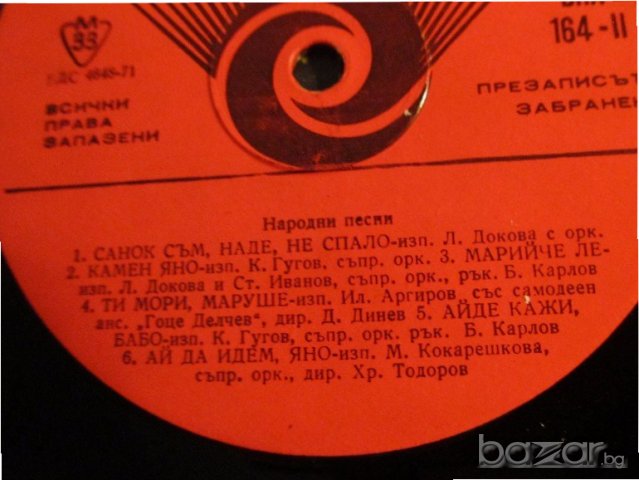 М
33
БДС 4848-71
ВСИЧКИ
ПРАВА
ЗАПАЗЕНИ
164-II
ПРЕЗАПИСЪТ
ЗАБРАНЕН
Народни песни
1. САНОК СЪМ, НАДЕ, НЕ СПАЛО-изп. Л. Докова с орк.
2. КАМЕН ЯНО-изп. К. Гугов, съпр. орк. 3. МАРИЙЧЕ ЛЕ-
изп. Л. Докова и Ст. Иванов, съпр. орк., рък. Б. Карлов
4. ТИ МОРИ, МАРУШЕ-изп. Ил. Аргиров, със самодеен
анс. „Гоце Делчев“, дир. Д. Динев 5. АЙДЕ КАЖИ,
БАБО-изп. К. Гугов, съпр. орк. рък. Б. Карлов
6. АЙ ДА ИДЕМ, ЯНО-изп. М. Кокарешкова,
съпр. орк., дир. Хр. Тодоров
bazar.bg